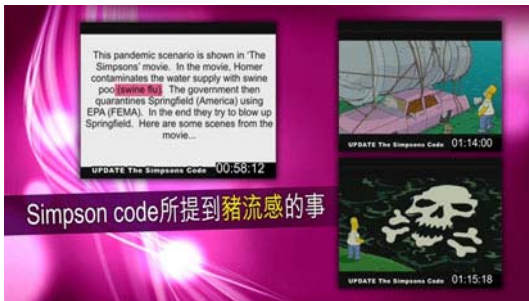 This pandemic scenario is shown in 'The
Simpsons' movie. In the movie, Homer
contaminates the water supply with swine
poo (swine flu). The government then
quarantines Springfield (America) using
EPA (FEMA). In the end they try to blow up
Springfield. Here are some scenes from the
movie...
UPDATE The Simpsons Code 00:58:12
UPDATE The Simpsons Code 01:14:00
Simpson code所提到豬流感的事
UPDATE The Simpsons Code 01:15:18